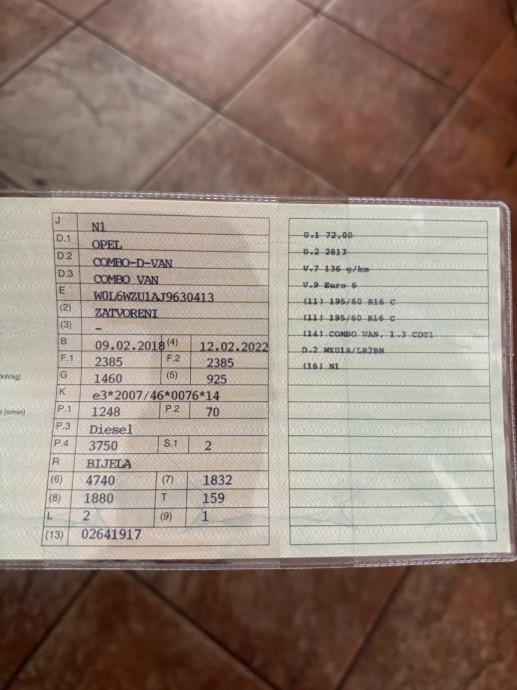 J N1
D.1 OPEL
D.2 COMBO-D-VAN
D.3 COMBO VAN
E W0L6WZU1AJ9630413
(2) ZATVORENI
(3) -
B 09.02.2018 (4) 12.02.2022
F.1 2385 F.2 2385
G 1460 (5) 925
K e3*2007/46*0076*14
P.1 1248 P.2 70
P.3 Diesel
P.4 3750 S.1 2
R BIJELA
(6) 4740 (7) 1832
(8) 1880 T 159
L 2 (9) 1
(13) 02641917
U.1 72,00
U.2 2813
V.7 136 g/km
V.9 Euro 6
(11) 195/60 R16 C
(11) 195/60 R16 C
(14) COMBO VAN, 1.3 CDTI
D.2 WX01A/LR2BN
(16) N1